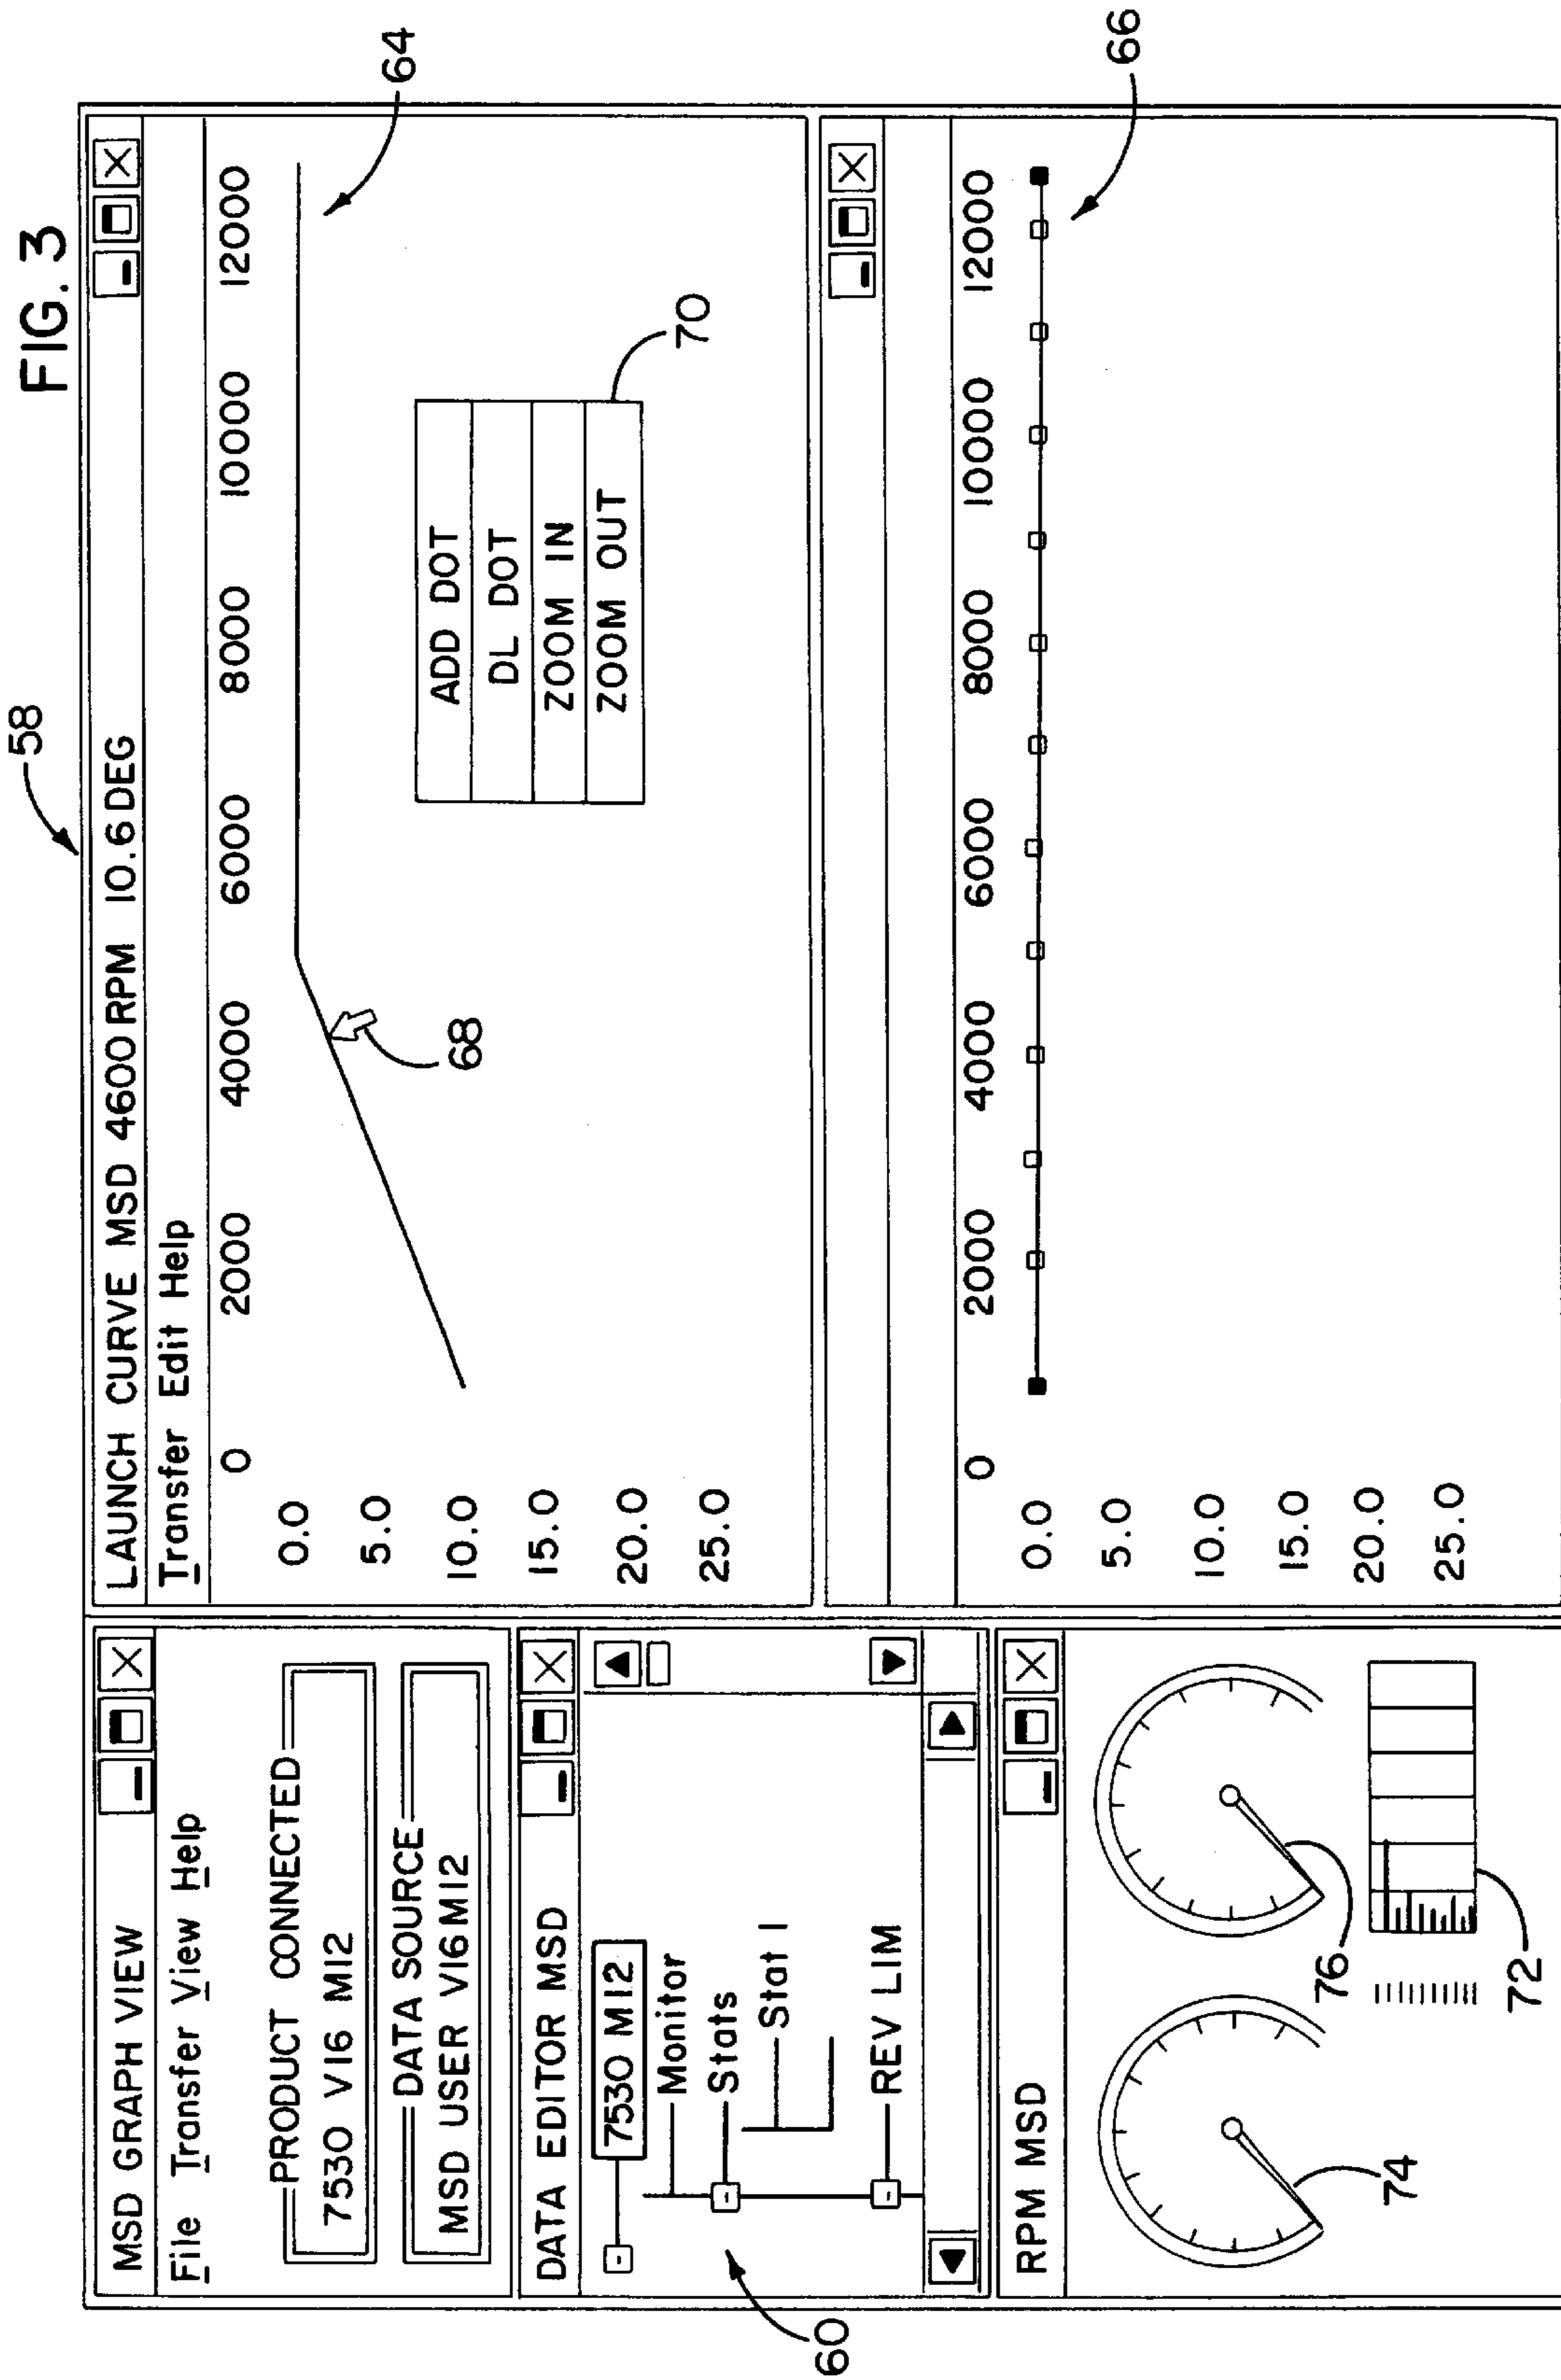 FIG. 3
58
MSD GRAPH VIEW
File Transfer View Help
PRODUCT CONNECTED
7530 V16 M12
DATA SOURCE
MSD USER V16M12
DATA EDITOR MSD
7530 M12
Monitor
Stats
Stat 1
REV LIM
60
RPM MSD
74
76
72
LAUNCH CURVE MSD 4600 RPM 10.6 DEG
Transfer Edit Help
0 2000 4000 6000 8000 10000 12000
0.0
5.0
10.0
15.0
20.0
25.0
64
68
ADD DOT
DL DOT
ZOOM IN
ZOOM OUT
70
0 2000 4000 6000 8000 10000 12000
0.0
5.0
10.0
15.0
20.0
25.0
66